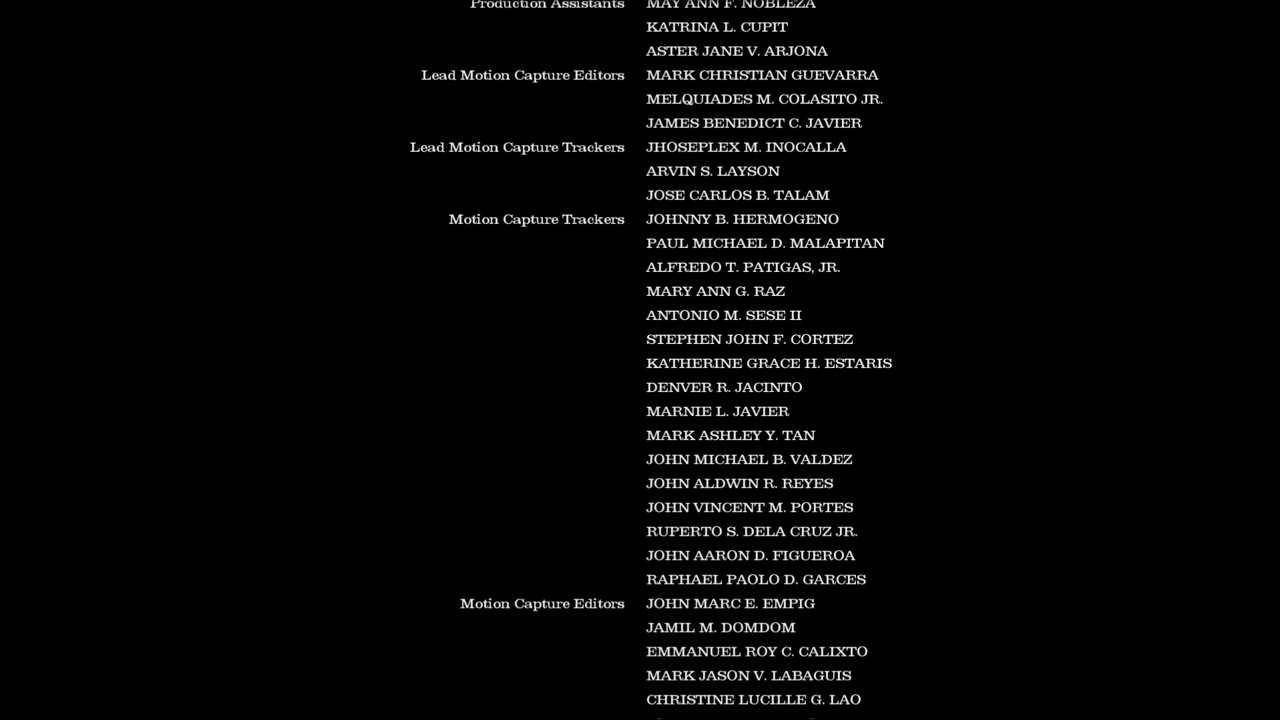 Production Assistants MAY ANN F. NOBLEZA
KATRINA L. CUPIT
ASTER JANE V. ARJONA
Lead Motion Capture Editors MARK CHRISTIAN GUEVARRA
MELQUIADES M. COLASITO JR.
JAMES BENEDICT C. JAVIER
Lead Motion Capture Trackers JHOSEPLEX M. INOCALLA
ARVIN S. LAYSON
JOSE CARLOS B. TALAM
Motion Capture Trackers JOHNNY B. HERMOGENO
PAUL MICHAEL D. MALAPITAN
ALFREDO T. PATIGAS, JR.
MARY ANN G. RAZ
ANTONIO M. SESE II
STEPHEN JOHN F. CORTEZ
KATHERINE GRACE H. ESTARIS
DENVER R. JACINTO
MARNIE L. JAVIER
MARK ASHLEY Y. TAN
JOHN MICHAEL B. VALDEZ
JOHN ALDWIN R. REYES
JOHN VINCENT M. PORTES
RUPERTO S. DELA CRUZ JR.
JOHN AARON D. FIGUEROA
RAPHAEL PAOLO D. GARCES
Motion Capture Editors JOHN MARC E. EMPIG
JAMIL M. DOMDOM
EMMANUEL ROY C. CALIXTO
MARK JASON V. LABAGUIS
CHRISTINE LUCILLE G. LAO